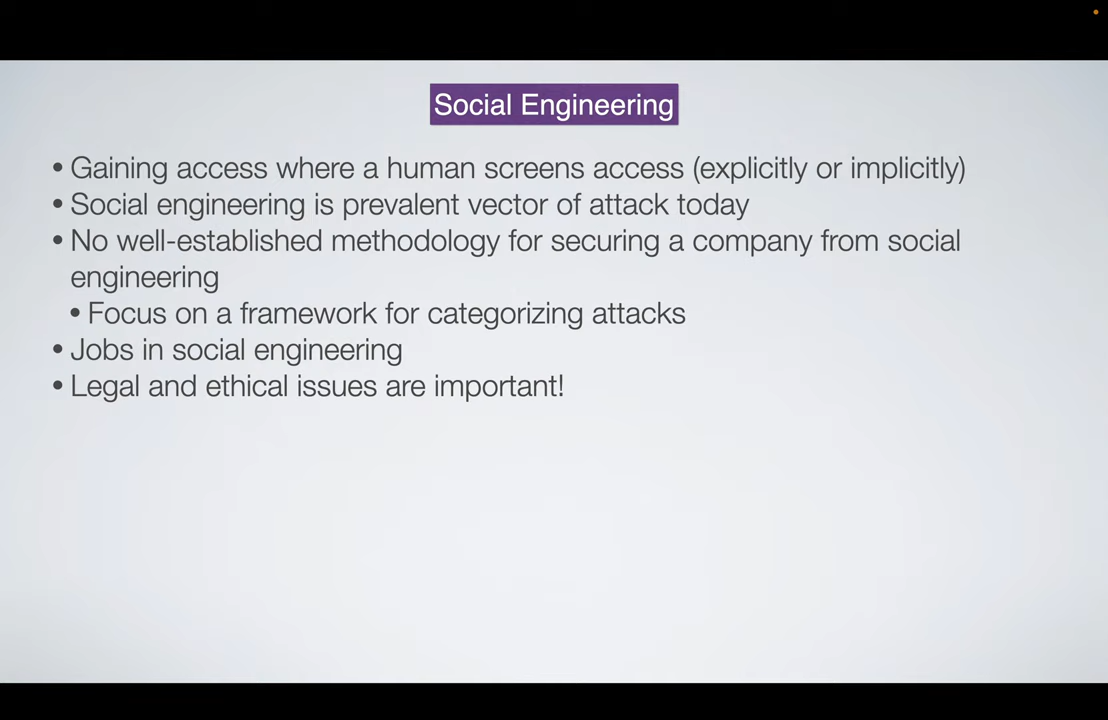 Social Engineering
• Gaining access where a human screens access (explicitly or implicitly)
• Social engineering is prevalent vector of attack today
• No well-established methodology for securing a company from social
engineering
• Focus on a framework for categorizing attacks
• Jobs in social engineering
• Legal and ethical issues are important!